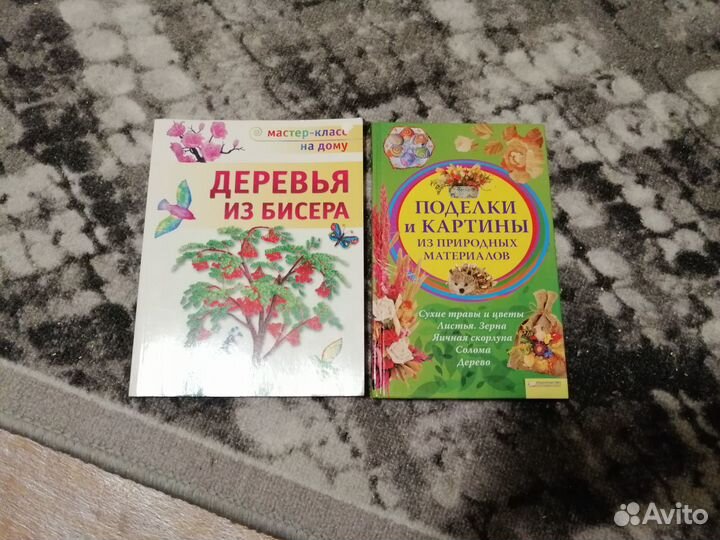 мастер-класс
на дому
ДЕРЕВЬЯ
ИЗ БИСЕРА
ПОДЕЛКИ
и КАРТИНЫ
ИЗ ПРИРОДНЫХ
МАТЕРИАЛОВ
Сухие травы и цветы
Листья. Зерна
Яичная скорлупа
Солома
Дерево
Avito